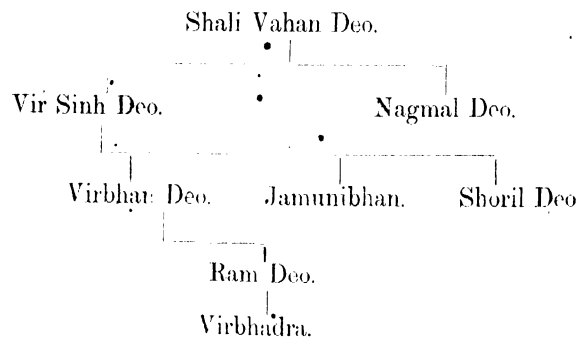 Shali Vahan Deo.
Vir Sinh Deo. Nagmal Deo.
Virbhan Deo. Jamunibhan. Shoril Deo
Ram Deo.
Virbhadra.